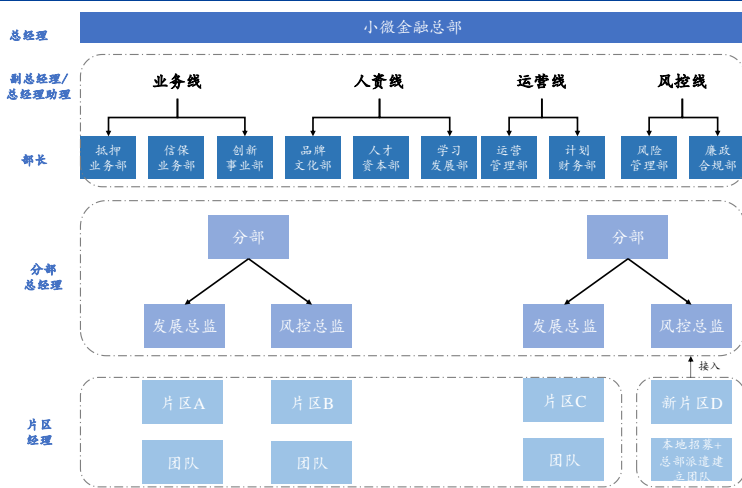 总经理
小微金融总部
副总经理/
总经理助理
业务线
人资线
运营线
风控线
部长
抵押
业务部
信保
业务部
创新
事业部
品牌
文化部
人才
资本部
学习
发展部
运营
管理部
计划
财务部
风险
管理部
廉政
合规部
分部
总经理
分部
分部
发展总监
风控总监
发展总监
风控总监
接入
片区
经理
片区A
片区B
片区C
新片区D
团队
团队
团队
本地招募+
总部派遣建
立团队